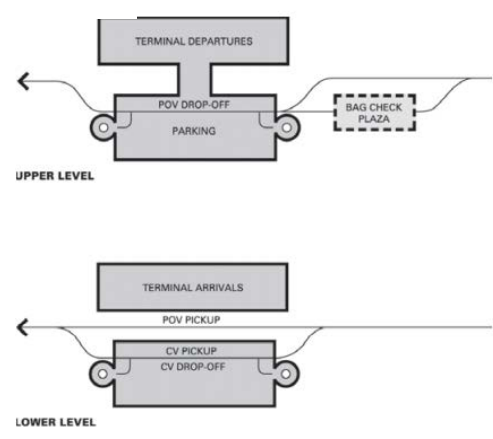 TERMINAL DEPARTURES
POV DROP-OFF
BAG CHECK
PLAZA
PARKING
UPPER LEVEL
TERMINAL ARRIVALS
POV PICKUP
CV PICKUP
CV DROP-OFF
LOWER LEVEL